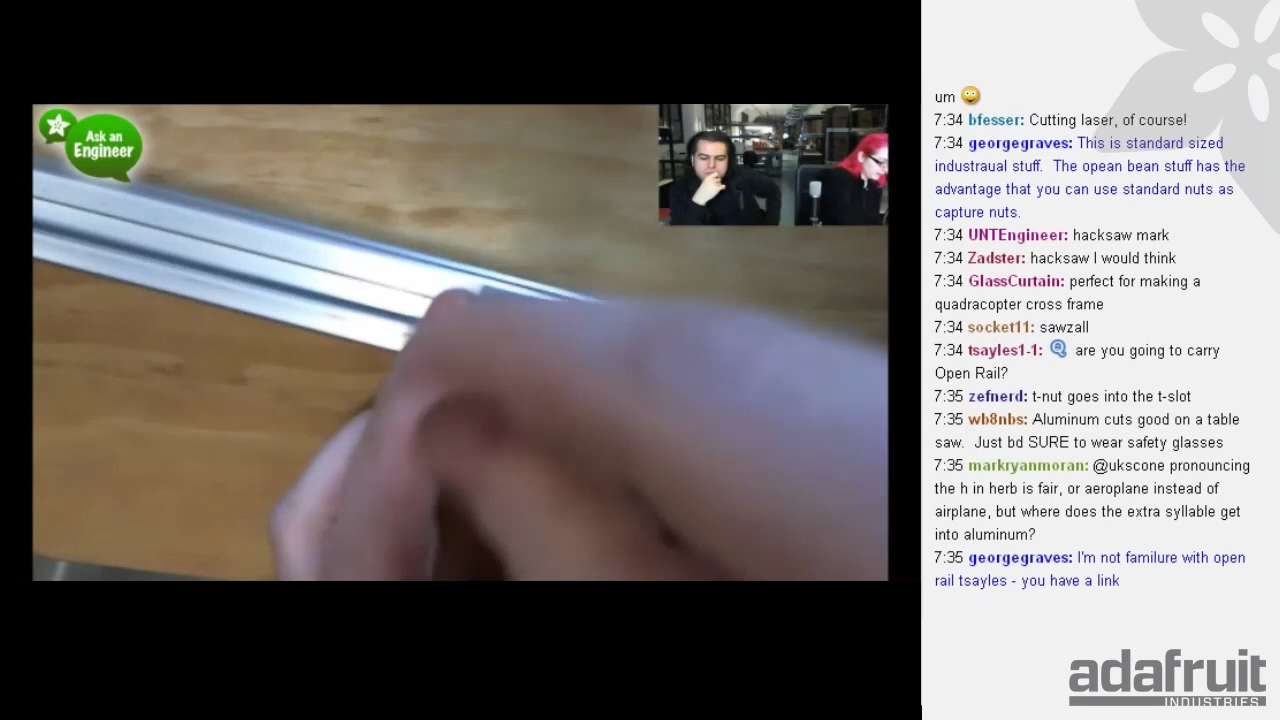 Ask an
Engineer
um
7:34 bfesser: Cutting laser, of course!
7:34 georgegraves: This is standard sized
industraual stuff. The opean bean stuff has the
advantage that you can use standard nuts as
capture nuts.
7:34 UNTEngineer: hacksaw mark
7:34 Zadster: hacksaw I would think
7:34 GlassCurtain: perfect for making a
quadracopter cross frame
7:34 socket11: sawzall
7:34 tsayles1-1: are you going to carry
Open Rail?
7:35 zefnerd: t-nut goes into the t-slot
7:35 wb8nbs: Aluminum cuts good on a table
saw. Just bd SURE to wear safety glasses
7:35 markryanmoran: @ukscone pronouncing
the h in herb is fair, or aeroplane instead of
airplane, but where does the extra syllable get
into aluminum?
7:35 georgegraves: I'm not familure with open
rail tsayles - you have a link
adafruit
INDUSTRIES